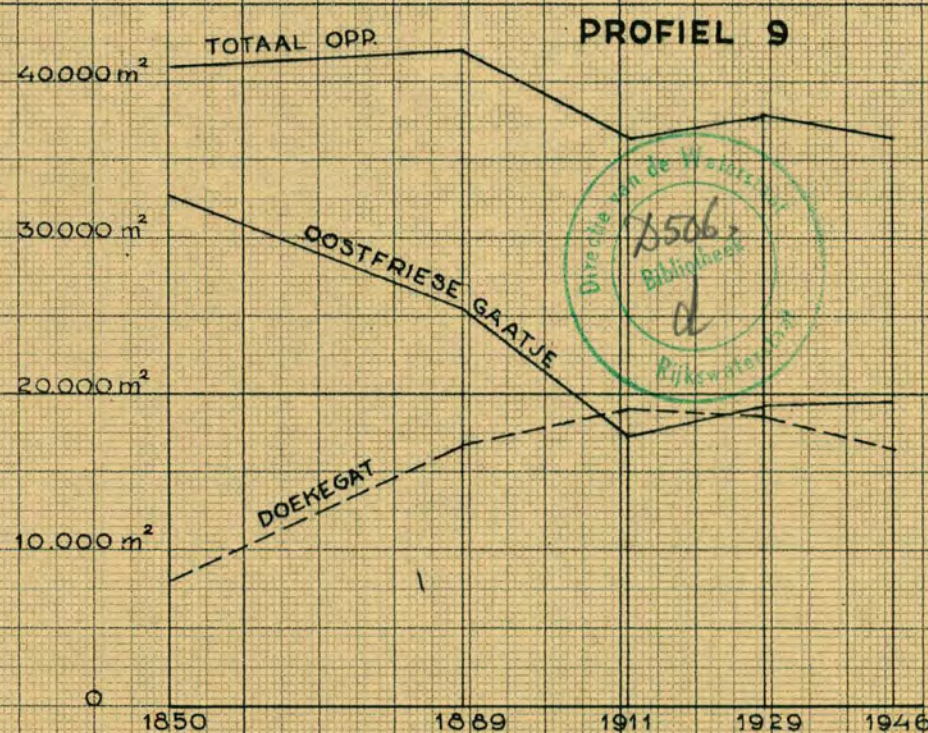 PROFIEL 9
TOTAAL OPP.
40.000 m²
30.000 m²
OOSTFRIESE GAATJE
20.000 m²
DOEKEGAT
10.000 m²
0
1850 1889 1911 1929 1946
Directie van de Waterstaat
D506
Bibliotheek
d
Rijkswaterstaat